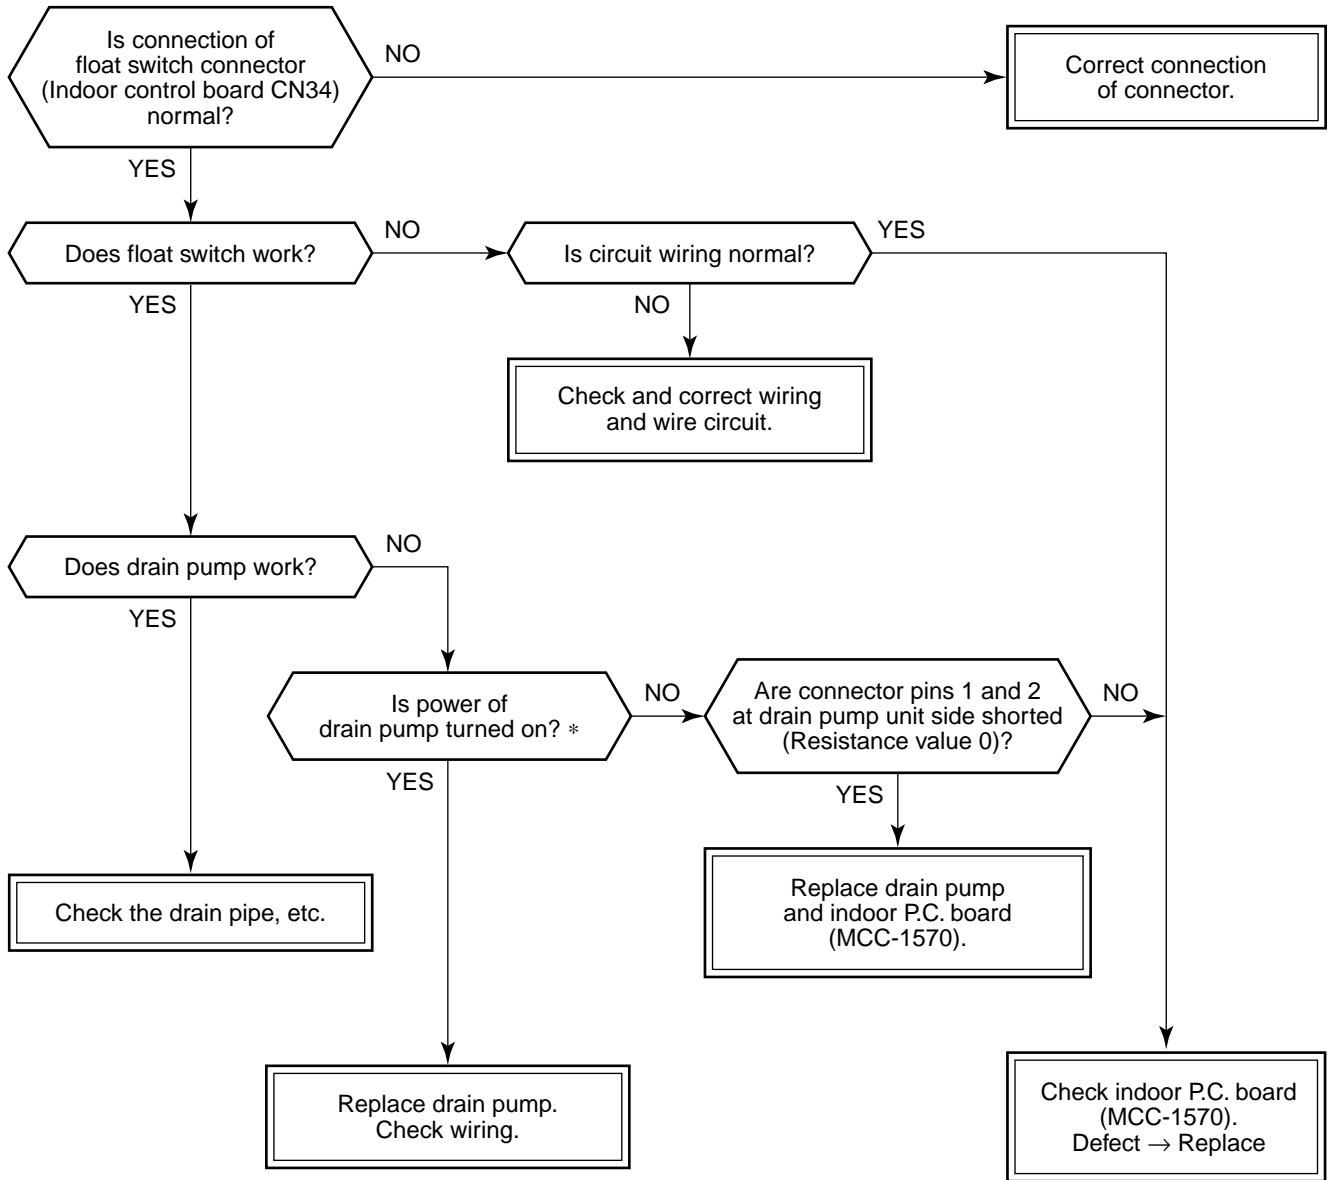 Is connection of
float switch connector
(Indoor control board CN34)
normal?
NO
Correct connection
of connector.
YES
Does float switch work?
NO
Is circuit wiring normal?
YES
YES
NO
Check and correct wiring
and wire circuit.
Does drain pump work?
NO
YES
Is power of
drain pump turned on? *
NO
Are connector pins 1 and 2
at drain pump unit side shorted
(Resistance value 0)?
NO
YES
YES
Check the drain pipe, etc.
Replace drain pump
and indoor P.C. board
(MCC-1570).
Replace drain pump.
Check wiring.
Check indoor P.C. board
(MCC-1570).
Defect → Replace